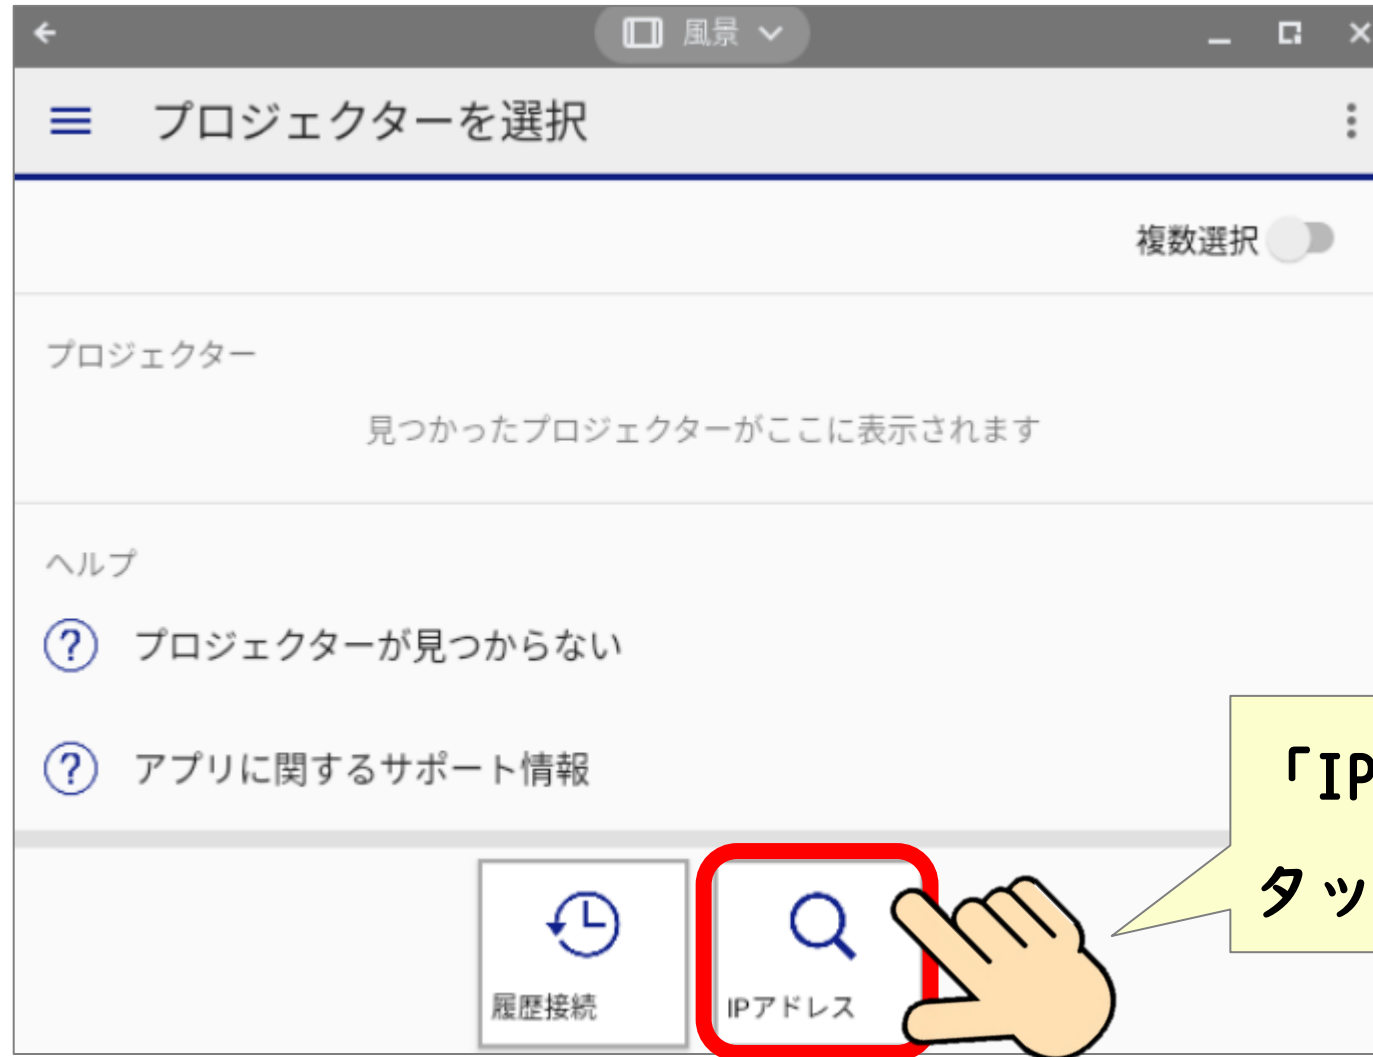 風景
プロジェクターを選択
複数選択
プロジェクター
見つかったプロジェクターがここに表示されます
ヘルプ
プロジェクターが見つからない
アプリに関するサポート情報
「IP
タッ
履歴接続
IPアドレス